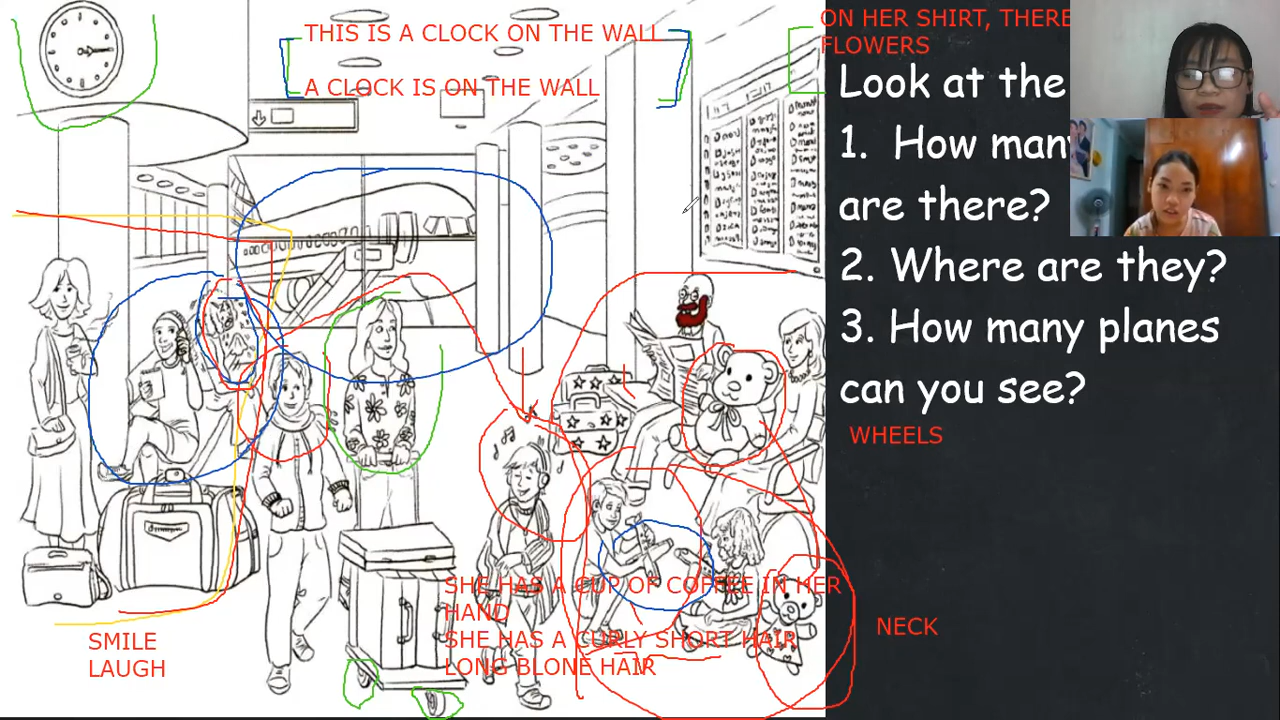 THIS IS A CLOCK ON THE WALL
A CLOCK IS ON THE WALL
ON HER SHIRT, THERE
FLOWERS
Look at the
1. How many
are there?
2. Where are they?
3. How many planes
can you see?
WHEELS
SHE HAS A CUP OF COFFEE IN HER
HAND
SHE HAS A CURLY SHORT HAIR
LONG BLONE HAIR
NECK
SMILE
LAUGH